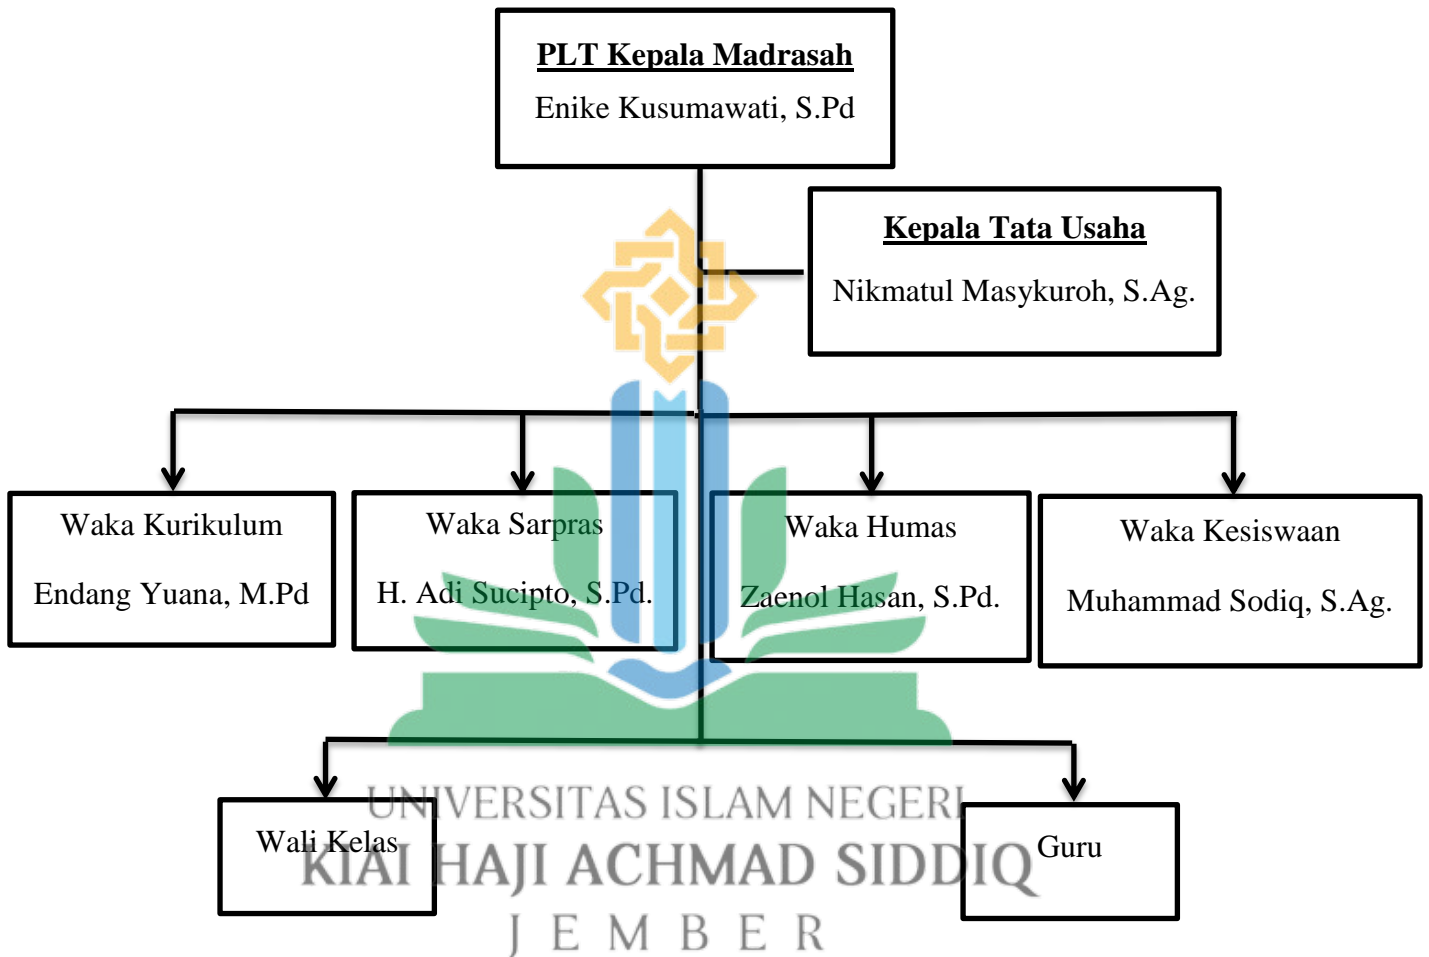 PLT Kepala Madrasah
Enike Kusumawati, S.Pd
Kepala Tata Usaha
Nikmatul Masykuroh, S.Ag.
Waka Kurikulum
Endang Yuana, M.Pd
Waka Sarpras
H. Adi Sucipto, S.Pd.
Waka Humas
Zaenol Hasan, S.Pd.
Waka Kesiswaan
Muhammad Sodiq, S.Ag.
Wali Kelas
Guru
UNIVERSITAS ISLAM NEGERI
KIAI HAJI ACHMAD SIDDIQ
JEMBER